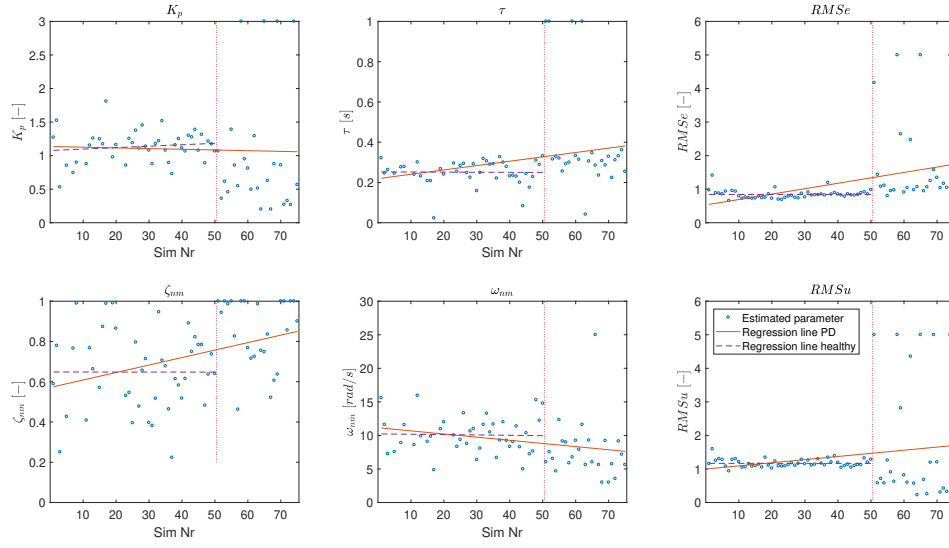 K_p
τ
RMSe
3
2.5
2
1.5
1
0.5
0
K_p [−]
10 20 30 40 50 60 70
Sim Nr
1
0.8
0.6
0.4
0.2
0
τ [s]
10 20 30 40 50 60 70
Sim Nr
6
5
4
3
2
1
0
RMSe [−]
10 20 30 40 50 60 70
Sim Nr
ζ_nm
ω_nm
RMSu
1
0.8
0.6
0.4
0.2
0
ζ_nm [−]
10 20 30 40 50 60 70
Sim Nr
30
25
20
15
10
5
0
ω_nm [rad/s]
10 20 30 40 50 60 70
Sim Nr
6
5
4
3
2
1
0
RMSu [−]
Estimated parameter
Regression line PD
Regression line healthy
10 20 30 40 50 60 70
Sim Nr